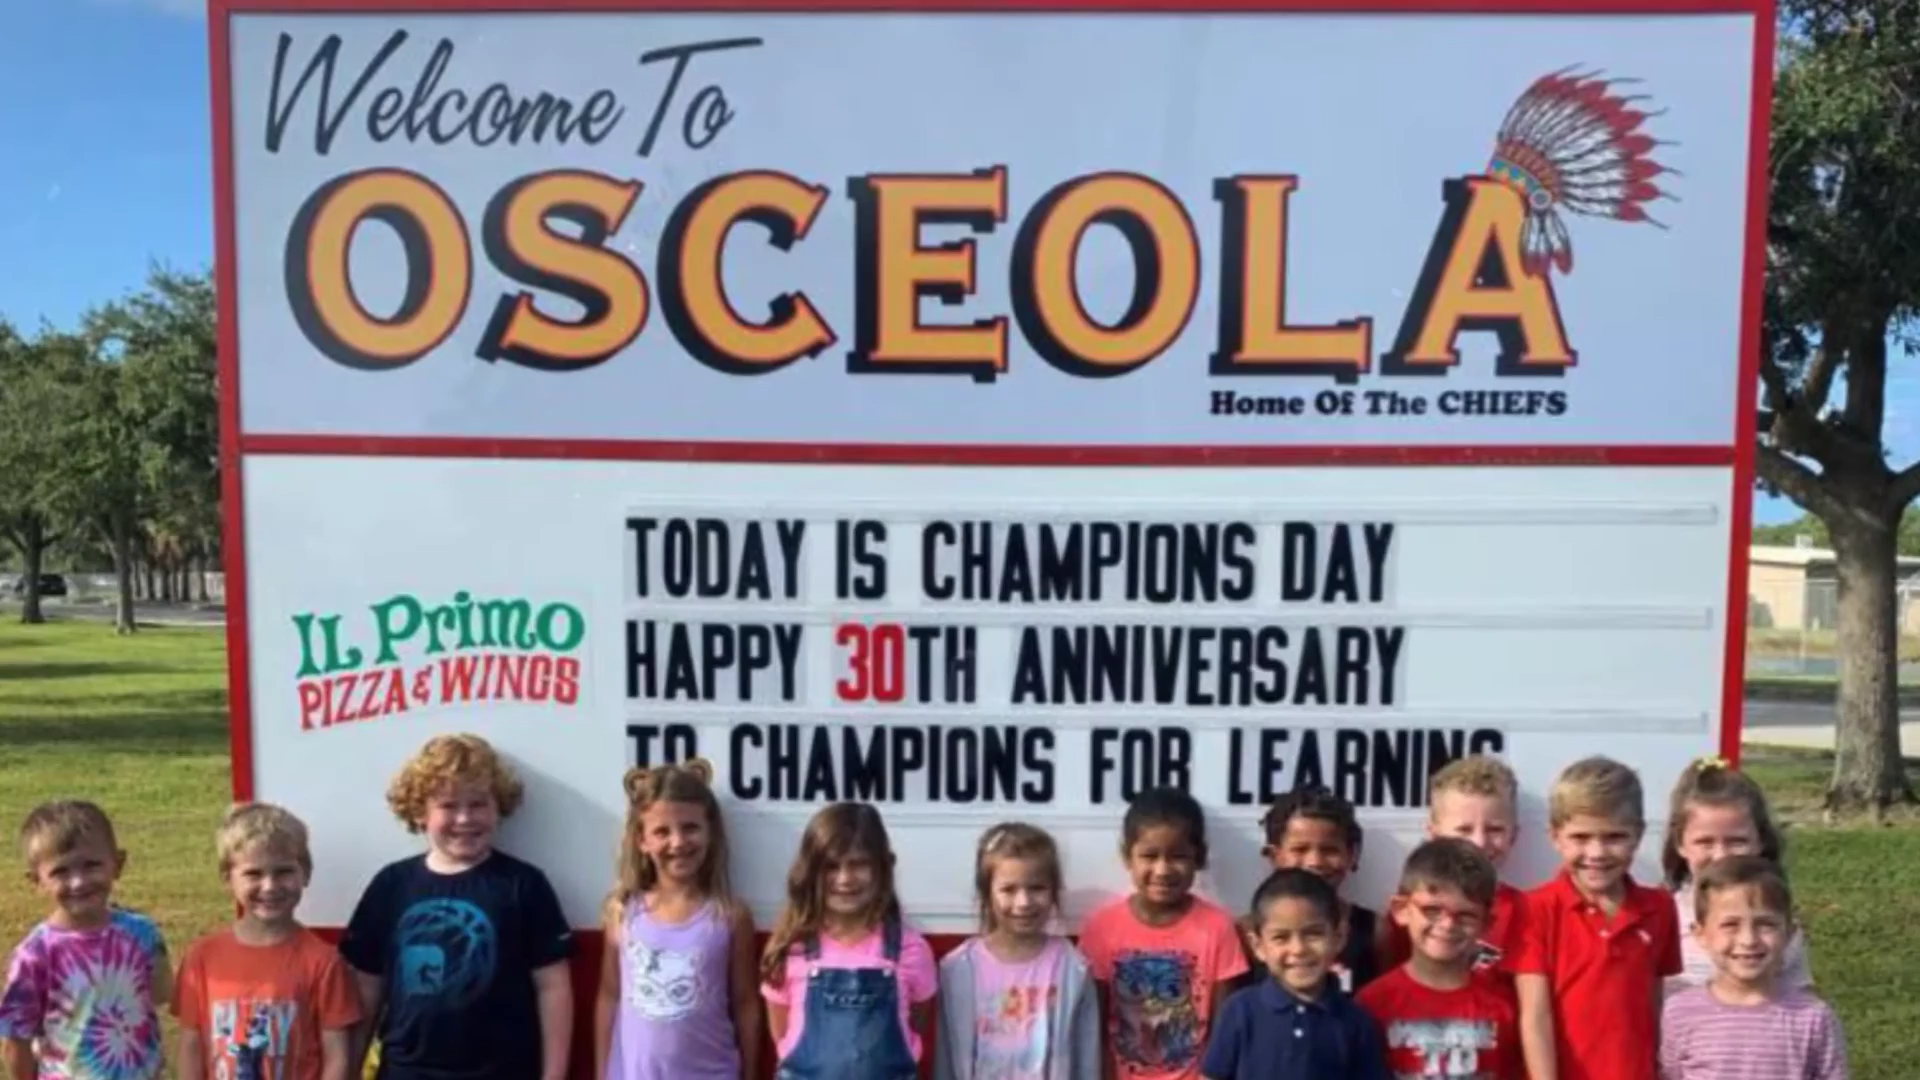 Welcome To
OSCEOLA
Home Of The CHIEFS
IL Primo
PIZZA & WINGS
TODAY IS CHAMPIONS DAY
HAPPY 30TH ANNIVERSARY
TO CHAMPIONS FOR LEARNING